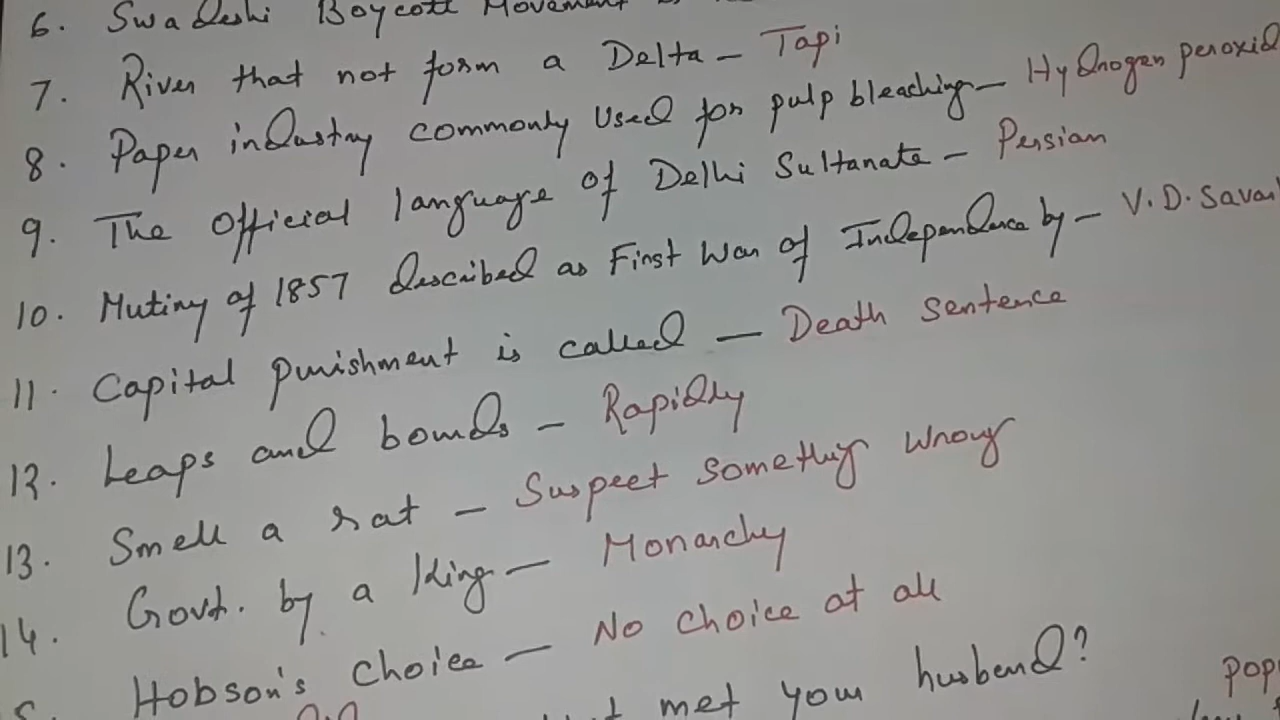 6. Swadeshi Boycott Movement
7. River that not form a Delta - Tapi
8. Paper industry commonly used for pulp bleaching - Hydrogen peroxid
9. The official language of Delhi Sultanate - Persian
10. Mutiny of 1857 described as First War of Independence by - V.D. Savar
11. Capital punishment is called - Death sentence
12. Leaps and bounds - Rapidly
13. Smell a rat - Suspect something wrong
14. Govt. by a king - Monarchy
Hobson's choice - No choice at all
met your husband? pop